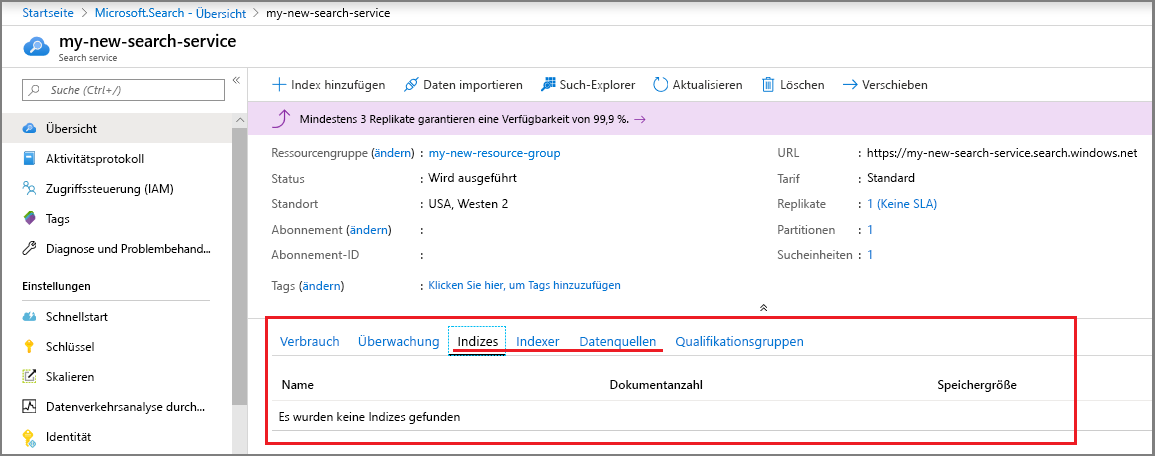 Startseite > Microsoft.Search - Übersicht > my-new-search-service
my-new-search-service
Search service
Suche (Ctrl+/)
Übersicht
Aktivitätsprotokoll
Zugriffssteuerung (IAM)
Tags
Diagnose und Problembehand...
Einstellungen
Schnellstart
Schlüssel
Skalieren
Datenverkehrsanalyse durch...
Identität
Index hinzufügen Daten importieren Such-Explorer Aktualisieren Löschen Verschieben
Mindestens 3 Replikate garantieren eine Verfügbarkeit von 99,9 %. →
Ressourcengruppe (ändern) : my-new-resource-group
Status : Wird ausgeführt
Standort : USA, Westen 2
Abonnement (ändern) :
Abonnement-ID :
Tags (ändern) : Klicken Sie hier, um Tags hinzuzufügen
URL : https://my-new-search-service.search.windows.net
Tarif : Standard
Replikate : 1 (Keine SLA)
Partitionen : 1
Sucheinheiten : 1
Verbrauch Überwachung Indizes Indexer Datenquellen Qualifikationsgruppen
Name Dokumentanzahl Speichergröße
Es wurden keine Indizes gefunden